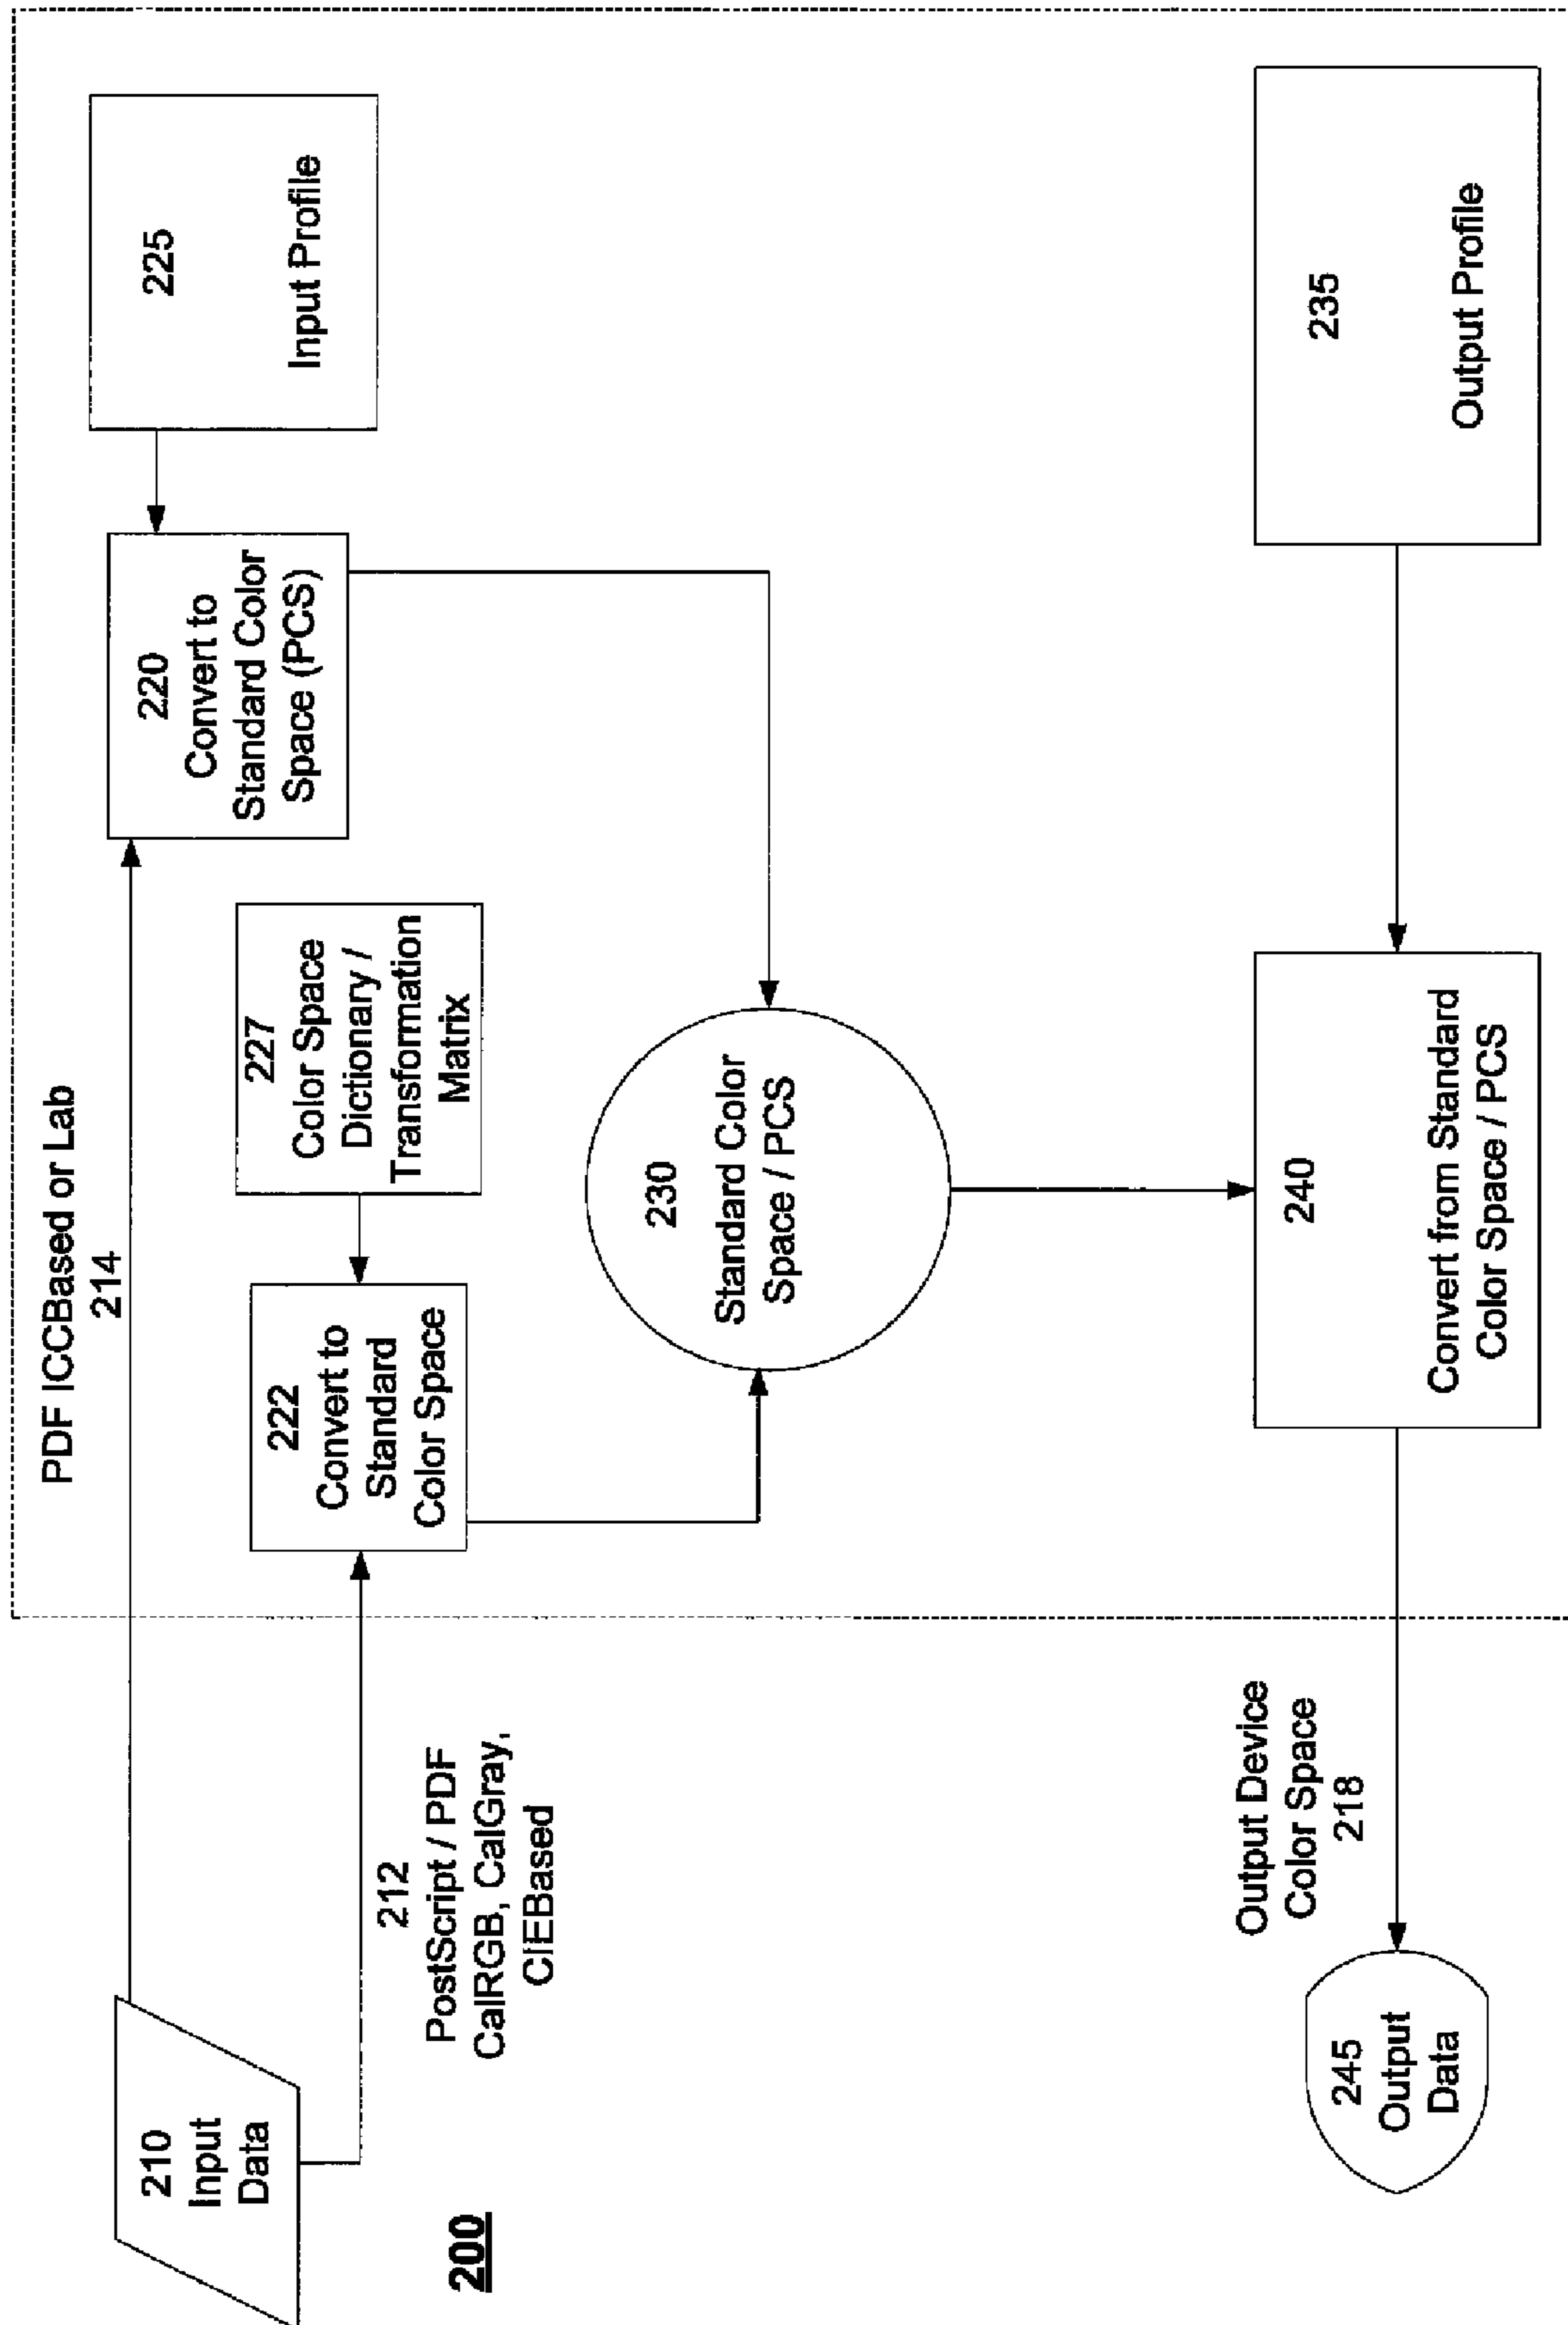 PDF ICCBased or Lab
214
210
Input
Data
212
PostScript / PDF
CalRGB, CalGray,
CIEBased
222
Convert to
Standard
Color Space
227
Color Space
Dictionary /
Transformation
Matrix
220
Convert to
Standard Color
Space (PCS)
225
Input Profile
200
230
Standard Color
Space / PCS
Output Device
Color Space
218
245
Output
Data
240
Convert from Standard
Color Space / PCS
235
Output Profile